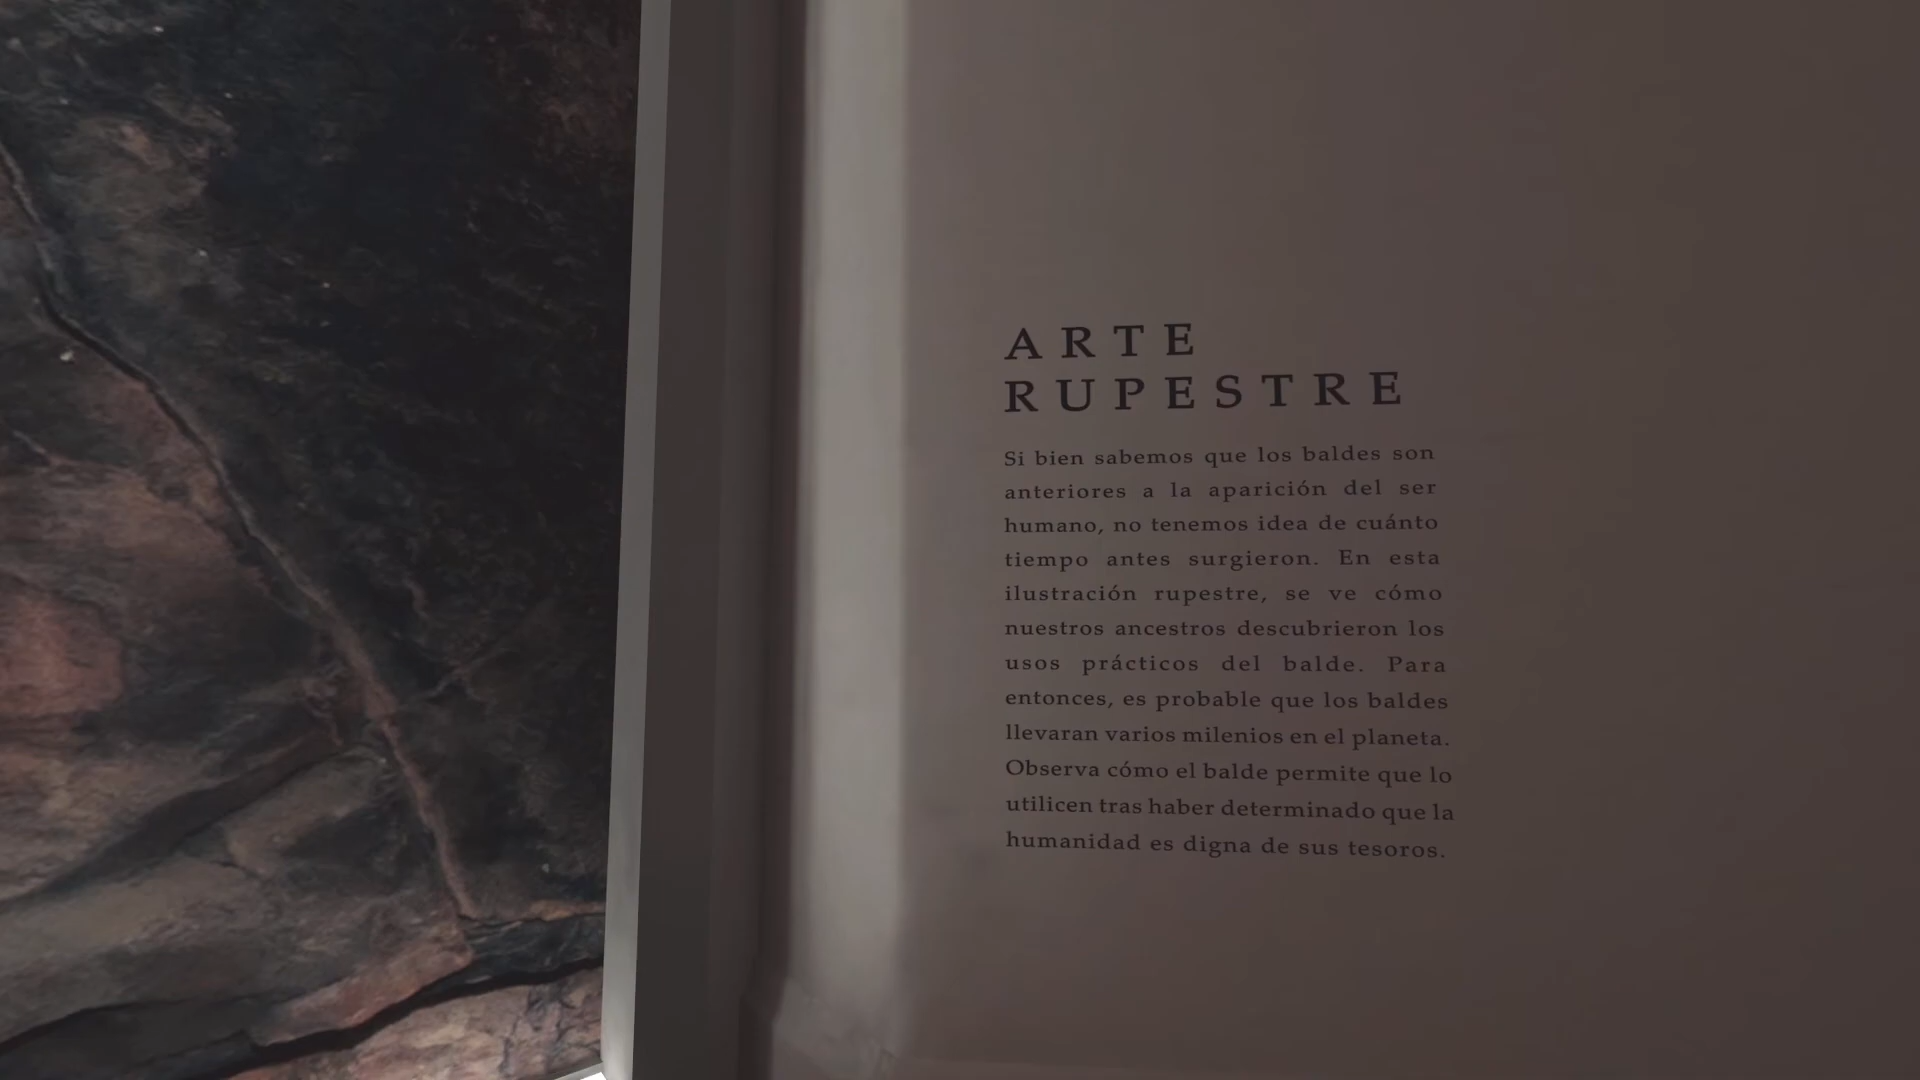 ARTE
RUPESTRE
Si bien sabemos que los baldes son
anteriores a la aparición del ser
humano, no tenemos idea de cuánto
tiempo antes surgieron. En esta
ilustración rupestre, se ve cómo
nuestros ancestros descubrieron los
usos prácticos del balde. Para
entonces, es probable que los baldes
llevaran varios milenios en el planeta.
Observa cómo el balde permite que lo
utilicen tras haber determinado que la
humanidad es digna de sus tesoros.